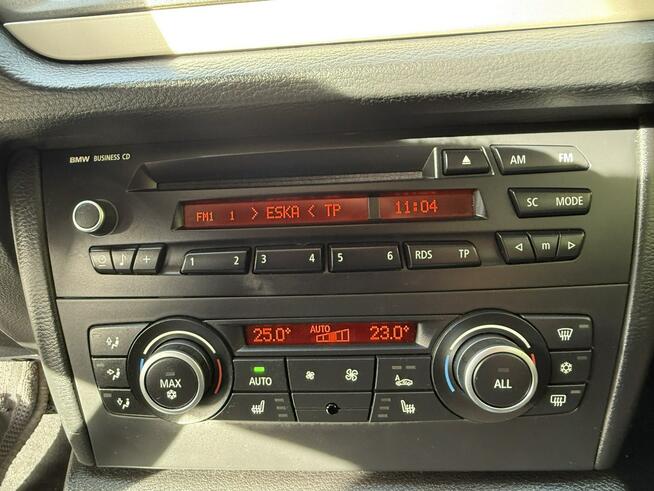 BMW BUSINESS CD
AM FM
SC MODE
FM1 1 > ESKA < TP 11:04
m
1 2 3 4 5 6 RDS TP
25.0° AUTO 23.0°
MAX AUTO ALL